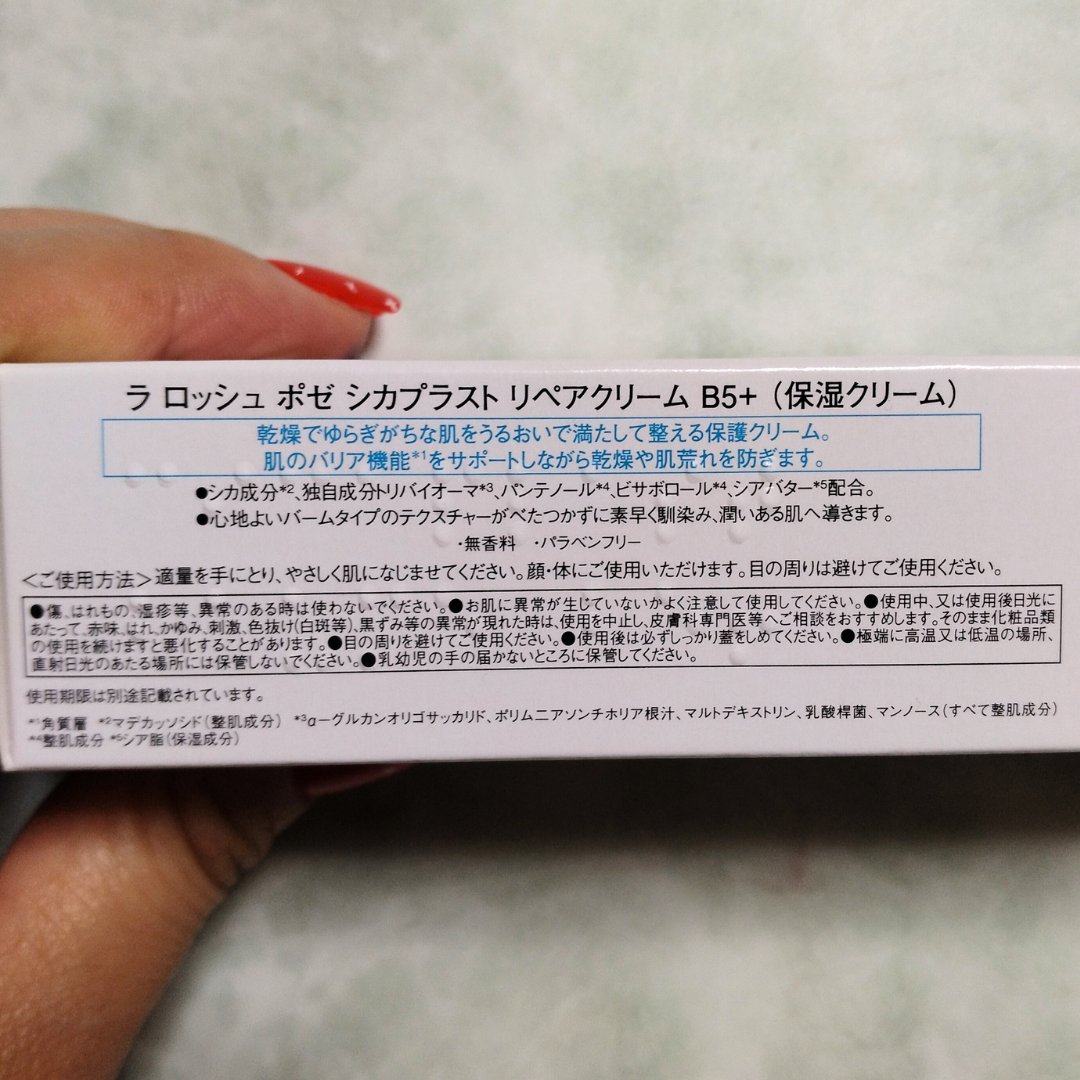 ラ ロッシュ ポゼ シカプラスト リペアクリーム B5+ (保湿クリーム)
乾燥でゆらぎがちな肌をうるおいで満たして整える保護クリーム。
肌のバリア機能*1をサポートしながら乾燥や肌荒れを防ぎます。
●シカ成分*2、独自成分トリバイオーマ*3、パンテノール*4、ビサボロール*4、シアバター*5配合。
●心地よいバームタイプのテクスチャーがべたつかずに素早く馴染み、潤いある肌へ導きます。
・無香料 ・パラベンフリー
<ご使用方法>適量を手にとり、やさしく肌になじませてください。顔・体にご使用いただけます。目の周りは避けてご使用ください。
●傷、はれもの、湿疹等、異常のある時は使わないでください。●お肌に異常が生じていないかよく注意して使用してください。●使用中、又は使用後日光に
あたって、赤味、はれ、かゆみ、刺激、色抜け(白斑等)、黒ずみ等の異常が現れた時は、使用を中止し、皮膚科専門医等へご相談をおすすめします。そのまま化粧品類
の使用を続けますと悪化することがあります。●目の周りを避けてご使用ください。●使用後は必ずしっかり蓋をしめてください。●極端に高温又は低温の場所、
直射日光のあたる場所には保管しないでください。●乳幼児の手の届かないところに保管してください。
使用期限は別途記載されています。
*1角質層 *2マデカッソシド(整肌成分) *3α-グルカンオリゴサッカリド、ポリムニアソンチホリア根汁、マルトデキストリン、乳酸桿菌、マンノース(すべて整肌成分)
*4整肌成分 *5シア脂(保湿成分)